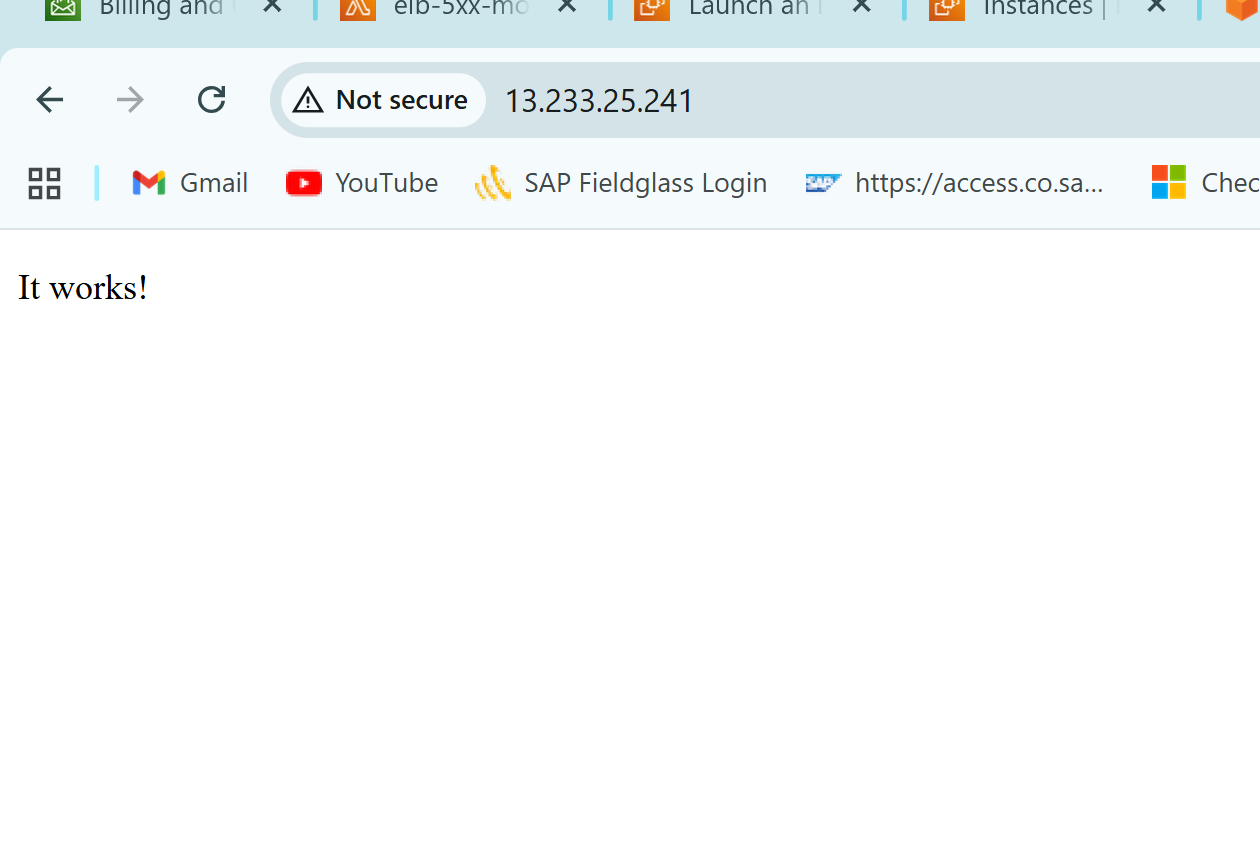 Billing and
elb-5xx-mo
Launch an
Instances |
Not secure
13.233.25.241
Gmail
YouTube
SAP Fieldglass Login
SAP
https://access.co.sa...
Chec
It works!